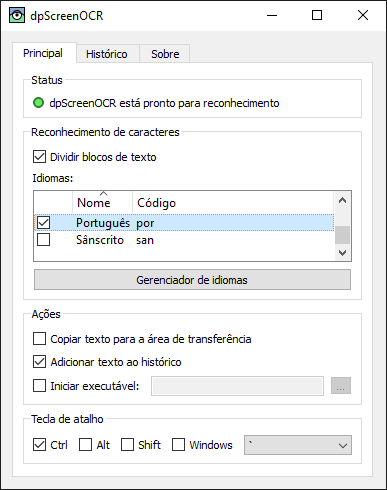 dpScreenOCR
Principal Histórico Sobre
Status
dpScreenOCR está pronto para reconhecimento
Reconhecimento de caracteres
Dividir blocos de texto
Idiomas:
Nome Código
Português por
Sânscrito san
Gerenciador de idiomas
Ações
Copiar texto para a área de transferência
Adicionar texto ao histórico
Iniciar executável: ...
Tecla de atalho
Ctrl Alt Shift Windows `